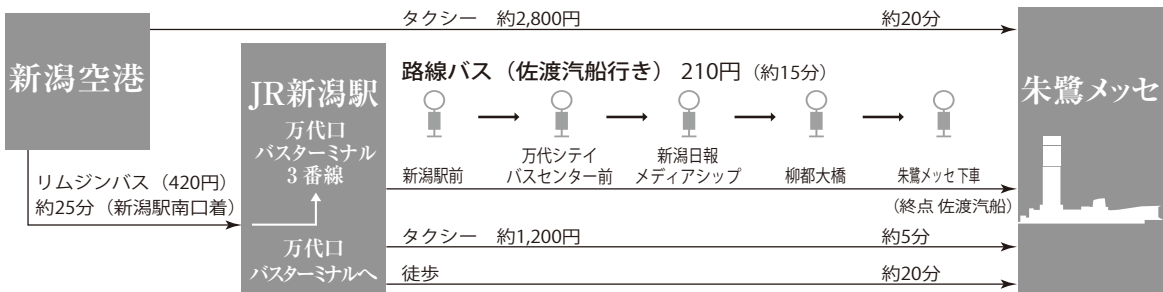 タクシー 約2,800円 約20分
新潟空港
リムジンバス（420円）
約25分（新潟駅南口着）
JR新潟駅
万代口
バスターミナル
3番線
万代口
バスターミナルへ
路線バス（佐渡汽船行き） 210円（約15分）
新潟駅前
万代シテイ
バスセンター前
新潟日報
メディアシップ
柳都大橋
朱鷺メッセ下車
（終点 佐渡汽船）
タクシー 約1,200円 約5分
徒歩 約20分
朱鷺メッセ